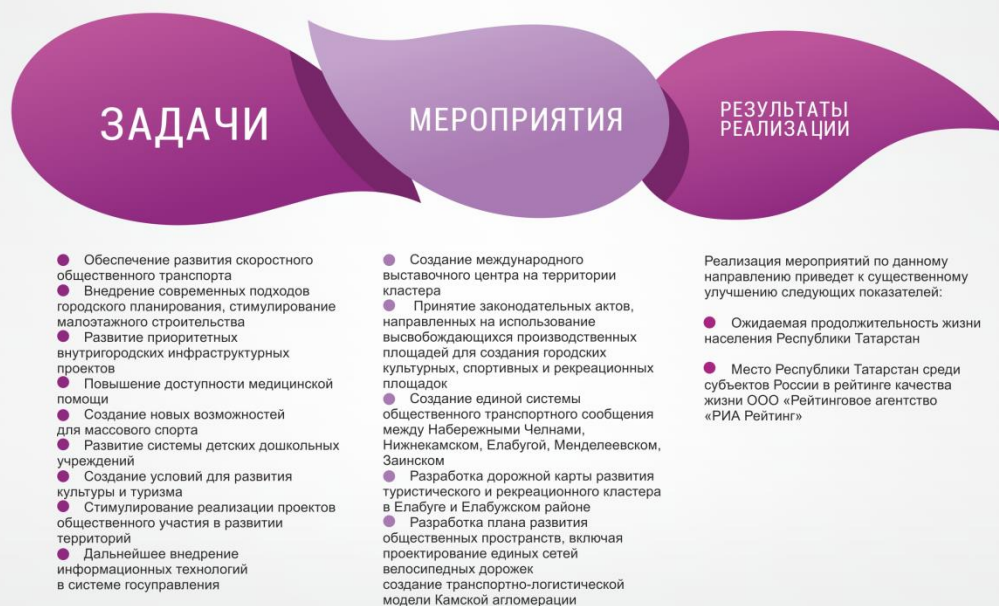 ЗАДАЧИ
МЕРОПРИЯТИЯ
РЕЗУЛЬТАТЫ
РЕАЛИЗАЦИИ
● Обеспечение развития скоростного
общественного транспорта
● Внедрение современных подходов
городского планирования, стимулирование
малоэтажного строительства
● Развитие приоритетных
внутригородских инфраструктурных
проектов
● Повышение доступности медицинской
помощи
● Создание новых возможностей
для массового спорта
● Развитие системы детских дошкольных
учреждений
● Создание условий для развития
культуры и туризма
● Стимулирование реализации проектов
общественного участия в развитии
территорий
● Дальнейшее внедрение
информационных технологий
в системе госуправления
● Создание международного
выставочного центра на территории
кластера
● Принятие законодательных актов,
направленных на использование
высвобождающихся производственных
площадей для создания городских
культурных, спортивных и рекреационных
площадок
● Создание единой системы
общественного транспортного сообщения
между Набережными Челнами,
Нижнекамском, Елабугой, Менделеевском,
Заинском
● Разработка дорожной карты развития
туристического и рекреационного кластера
в Елабуге и Елабужском районе
● Разработка плана развития
общественных пространств, включая
проектирование единых сетей
велосипедных дорожек
создание транспортно-логистической
модели Камской агломерации
Реализация мероприятий по данному
направлению приведет к существенному
улучшению следующих показателей:
● Ожидаемая продолжительность жизни
населения Республики Татарстан
● Место Республики Татарстан среди
субъектов России в рейтинге качества
жизни ООО «Рейтинговое агентство
«РИА Рейтинг»